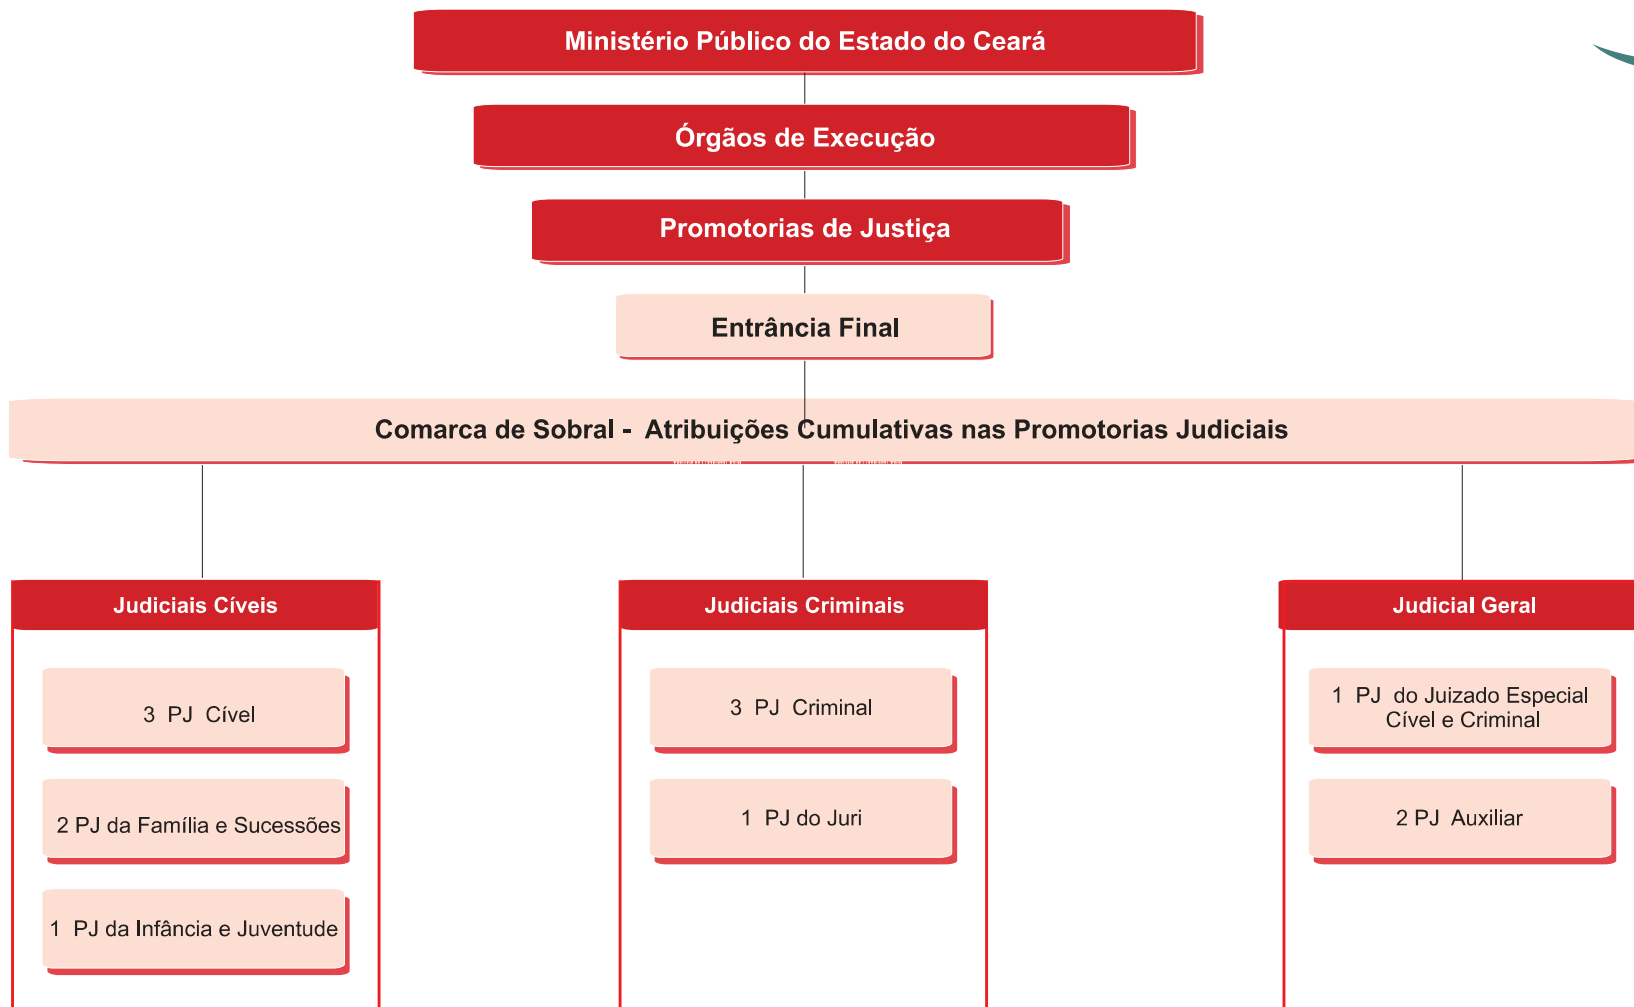 Ministério Público do Estado do Ceará
Órgãos de Execução
Promotorias de Justiça
Entrância Final
Comarca de Sobral -  Atribuições Cumulativas nas Promotorias Judiciais
Judiciais Cíveis
3  PJ  Cível
2 PJ da Família e Sucessões
1  PJ da Infância e Juventude
Judiciais Criminais
3  PJ  Criminal
1  PJ do Juri
Judicial Geral
1  PJ  do Juizado Especial
Cível e Criminal
2 PJ  Auxiliar